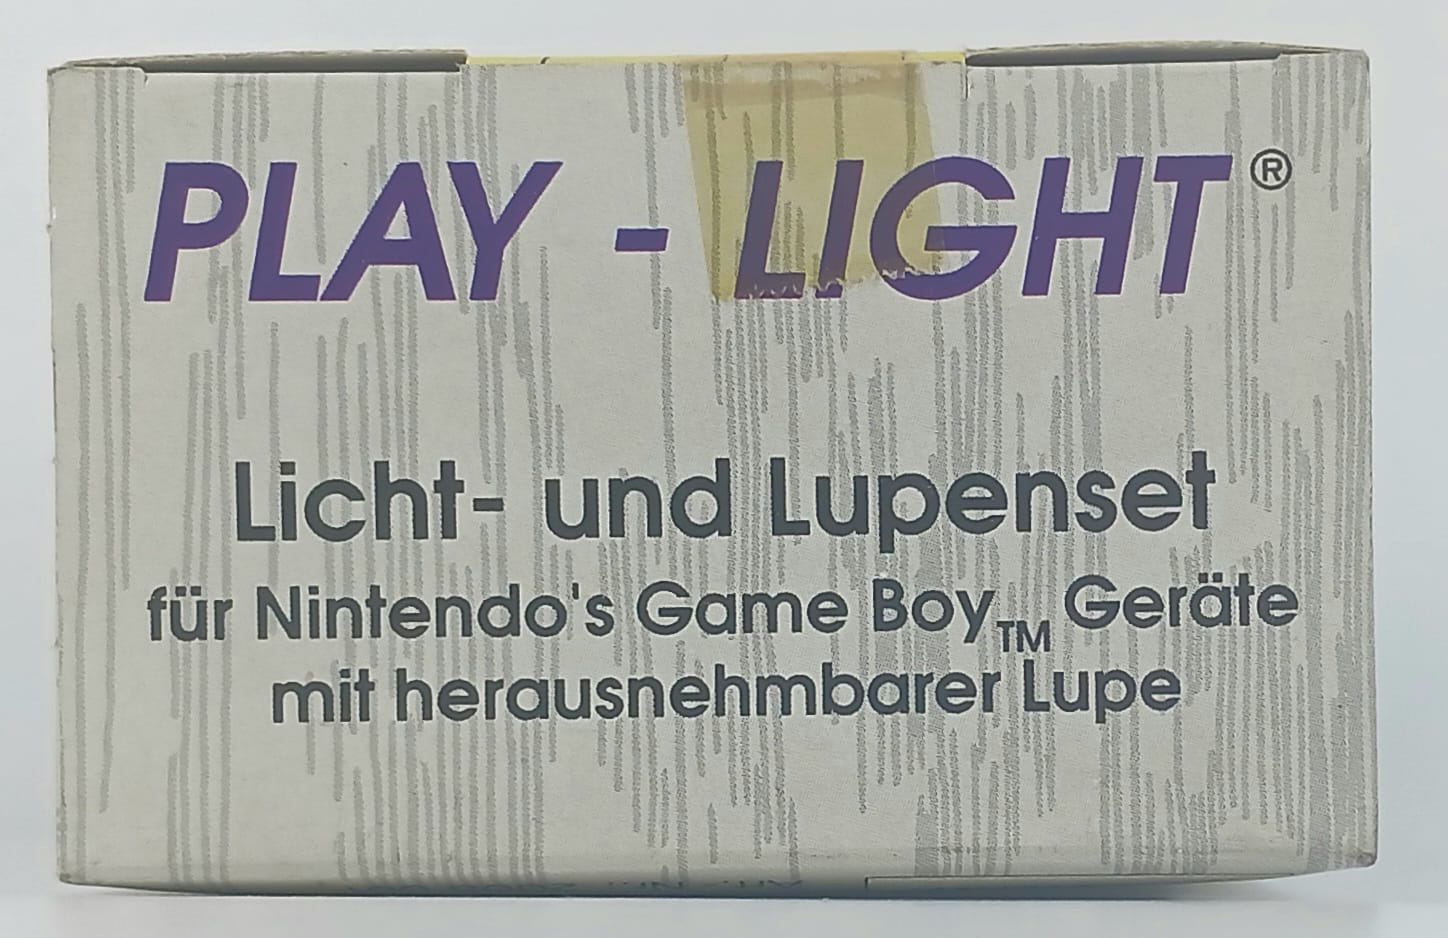 PLAY - LIGHT®
Licht- und Lupenset
für Nintendo's Game Boy™ Geräte
mit herausnehmbarer Lupe